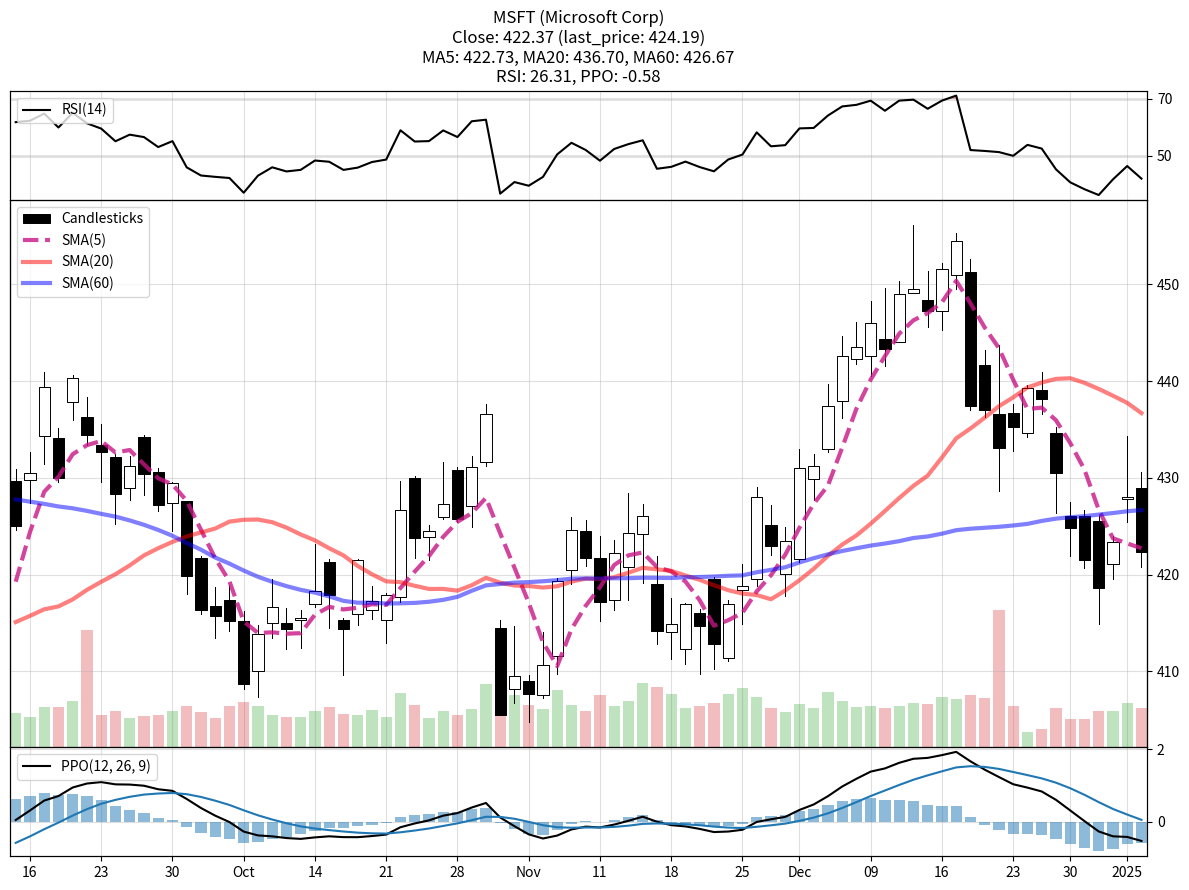 MSFT (Microsoft Corp)
Close: 422.37 (last_price: 424.19)
MA5: 422.73, MA20: 436.70, MA60: 426.67
RSI: 26.31, PPO: -0.58
RSI(14)
70
50
Candlesticks
SMA(5)
SMA(20)
SMA(60)
450
440
430
420
410
PPO(12, 26, 9)
2
0
16 23 30 Oct 14 21 28 Nov 11 18 25 Dec 09 16 23 30 2025